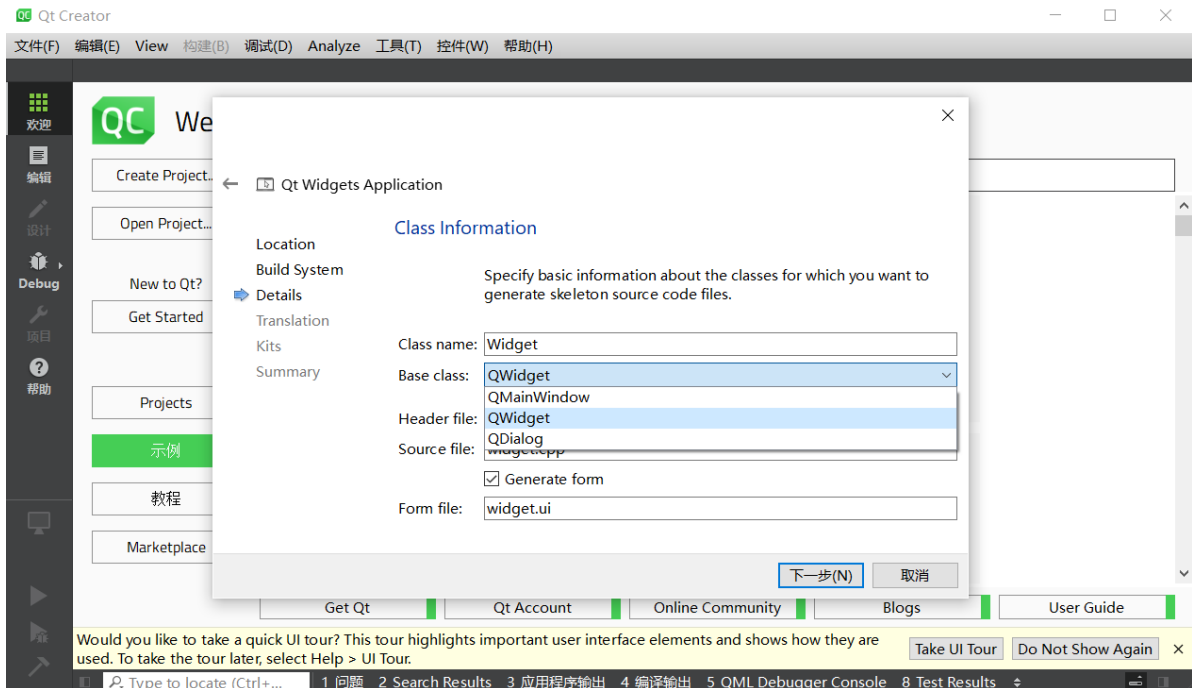 QC Qt Creator
文件(F) 编辑(E) View 构建(B) 调试(D) Analyze 工具(T) 控件(W) 帮助(H)
欢迎
编辑
设计
Debug
项目
帮助
QC We
Create Project...
Open Project...
New to Qt?
Get Started
Projects
示例
教程
Marketplace
Qt Widgets Application
Location
Build System
Details
Translation
Kits
Summary
Class Information
Specify basic information about the classes for which you want to
generate skeleton source code files.
Class name: Widget
Base class: QWidget
QMainWindow
Header file: QWidget
QDialog
Source file: widget.cpp
Generate form
Form file: widget.ui
下一步(N) 取消
Get Qt Qt Account Online Community Blogs User Guide
Would you like to take a quick UI tour? This tour highlights important user interface elements and shows how they are
used. To take the tour later, select Help > UI Tour.
Take UI Tour Do Not Show Again
Type to locate (Ctrl+... 1 问题 2 Search Results 3 应用程序输出 4 编译输出 5 QML Debugger Console 8 Test Results